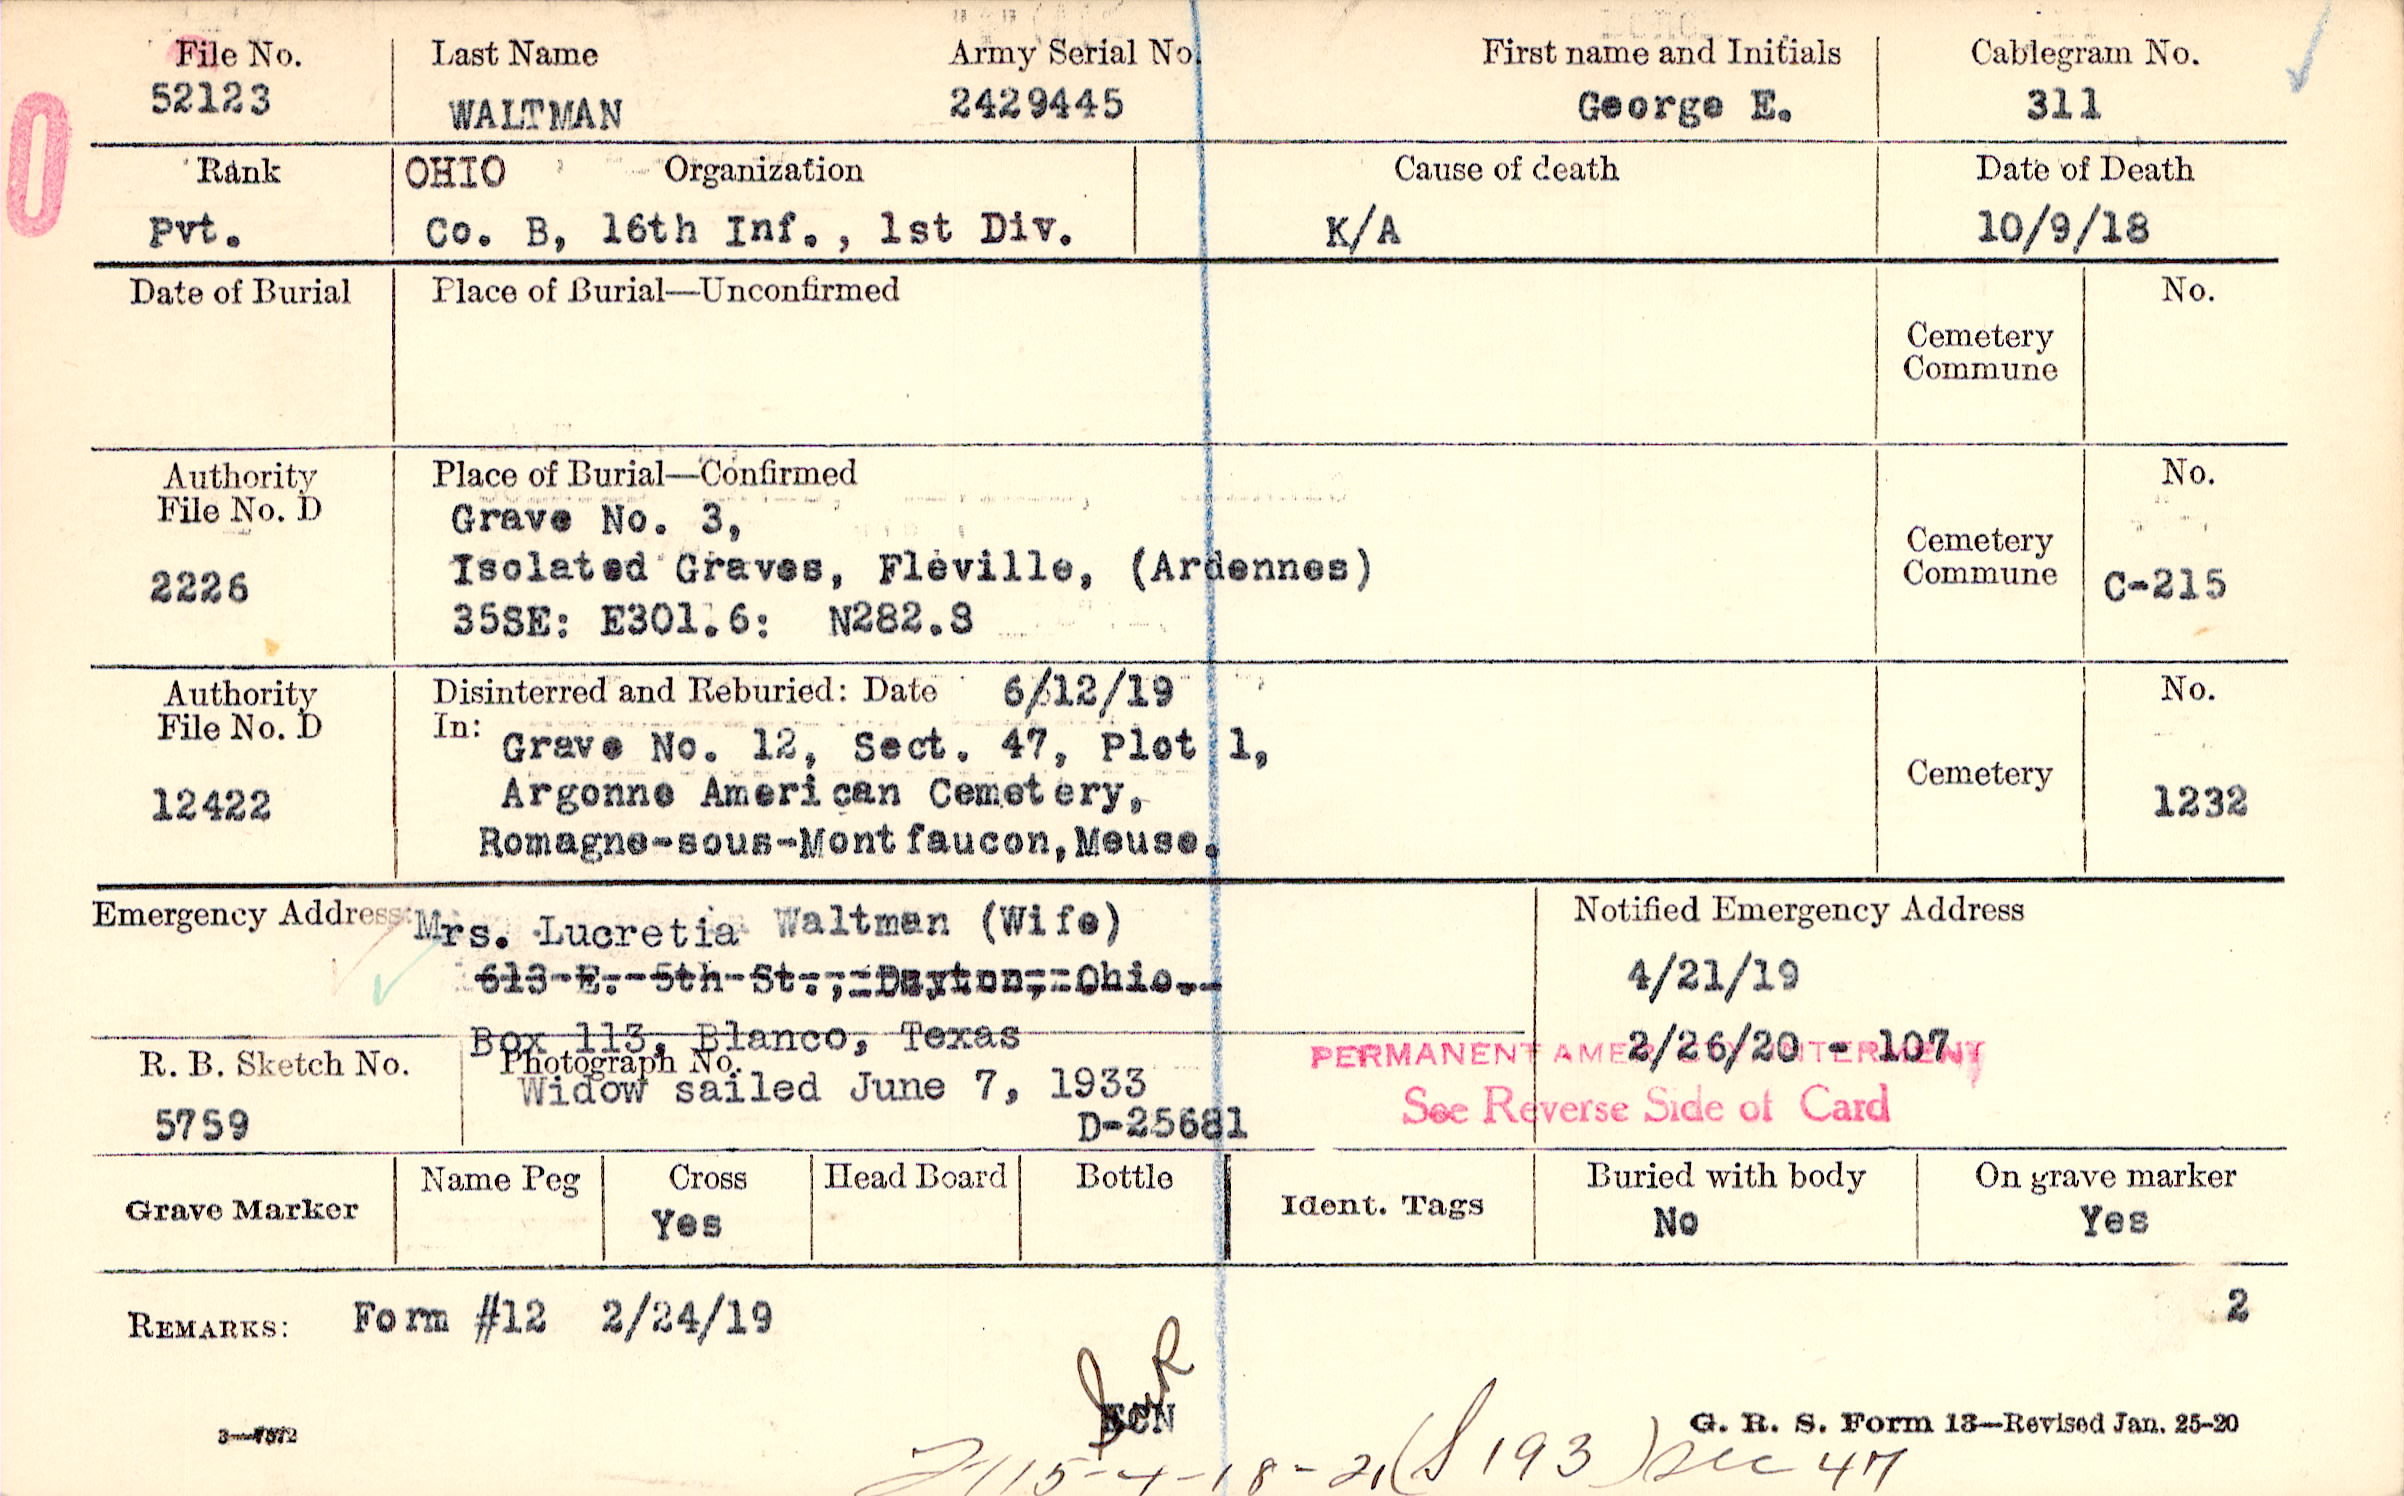 File No. Last Name Army Serial No. First name and Initials Cablegram No.
52123 WALTMAN 2429445 George E. 311
Rank OHIO Organization Cause of death Date of Death
Pvt. Co. B, 16th Inf., 1st Div. K/A 10/9/18
Date of Burial Place of Burial—Unconfirmed No.
Cemetery
Commune
Authority Place of Burial—Confirmed No.
File No. D Grave No. 3,
Cemetery
2226 Isolated Graves, Fléville, (Ardennes) Commune C-215
35SE: E301.6: N282.8
Authority Disinterred and Reburied: Date 6/12/19 No.
File No. D In: Grave No. 12, Sect. 47, Plot 1,
12422 Argonne American Cemetery, Cemetery 1232
Romagne-sous-Montfaucon, Meuse.
Emergency Address: Mrs. Lucretia Waltman (Wife) Notified Emergency Address
613 E. 5th St., Dayton, Ohio. 4/21/19
Box 113, Blanco, Texas 2/26/20 - 107
PERMANENT AMERICAN INTERMENT
R. B. Sketch No. Photograph No.
Widow sailed June 7, 1933 See Reverse Side of Card
5759 D-25681
Grave Marker Name Peg Cross Head Board Bottle Ident. Tags Buried with body On grave marker
Yes No Yes
2
REMARKS: Form #12 2/24/19
3—7572 G. R. S. Form 13—Revised Jan. 25-20
(S 193) Sec 47